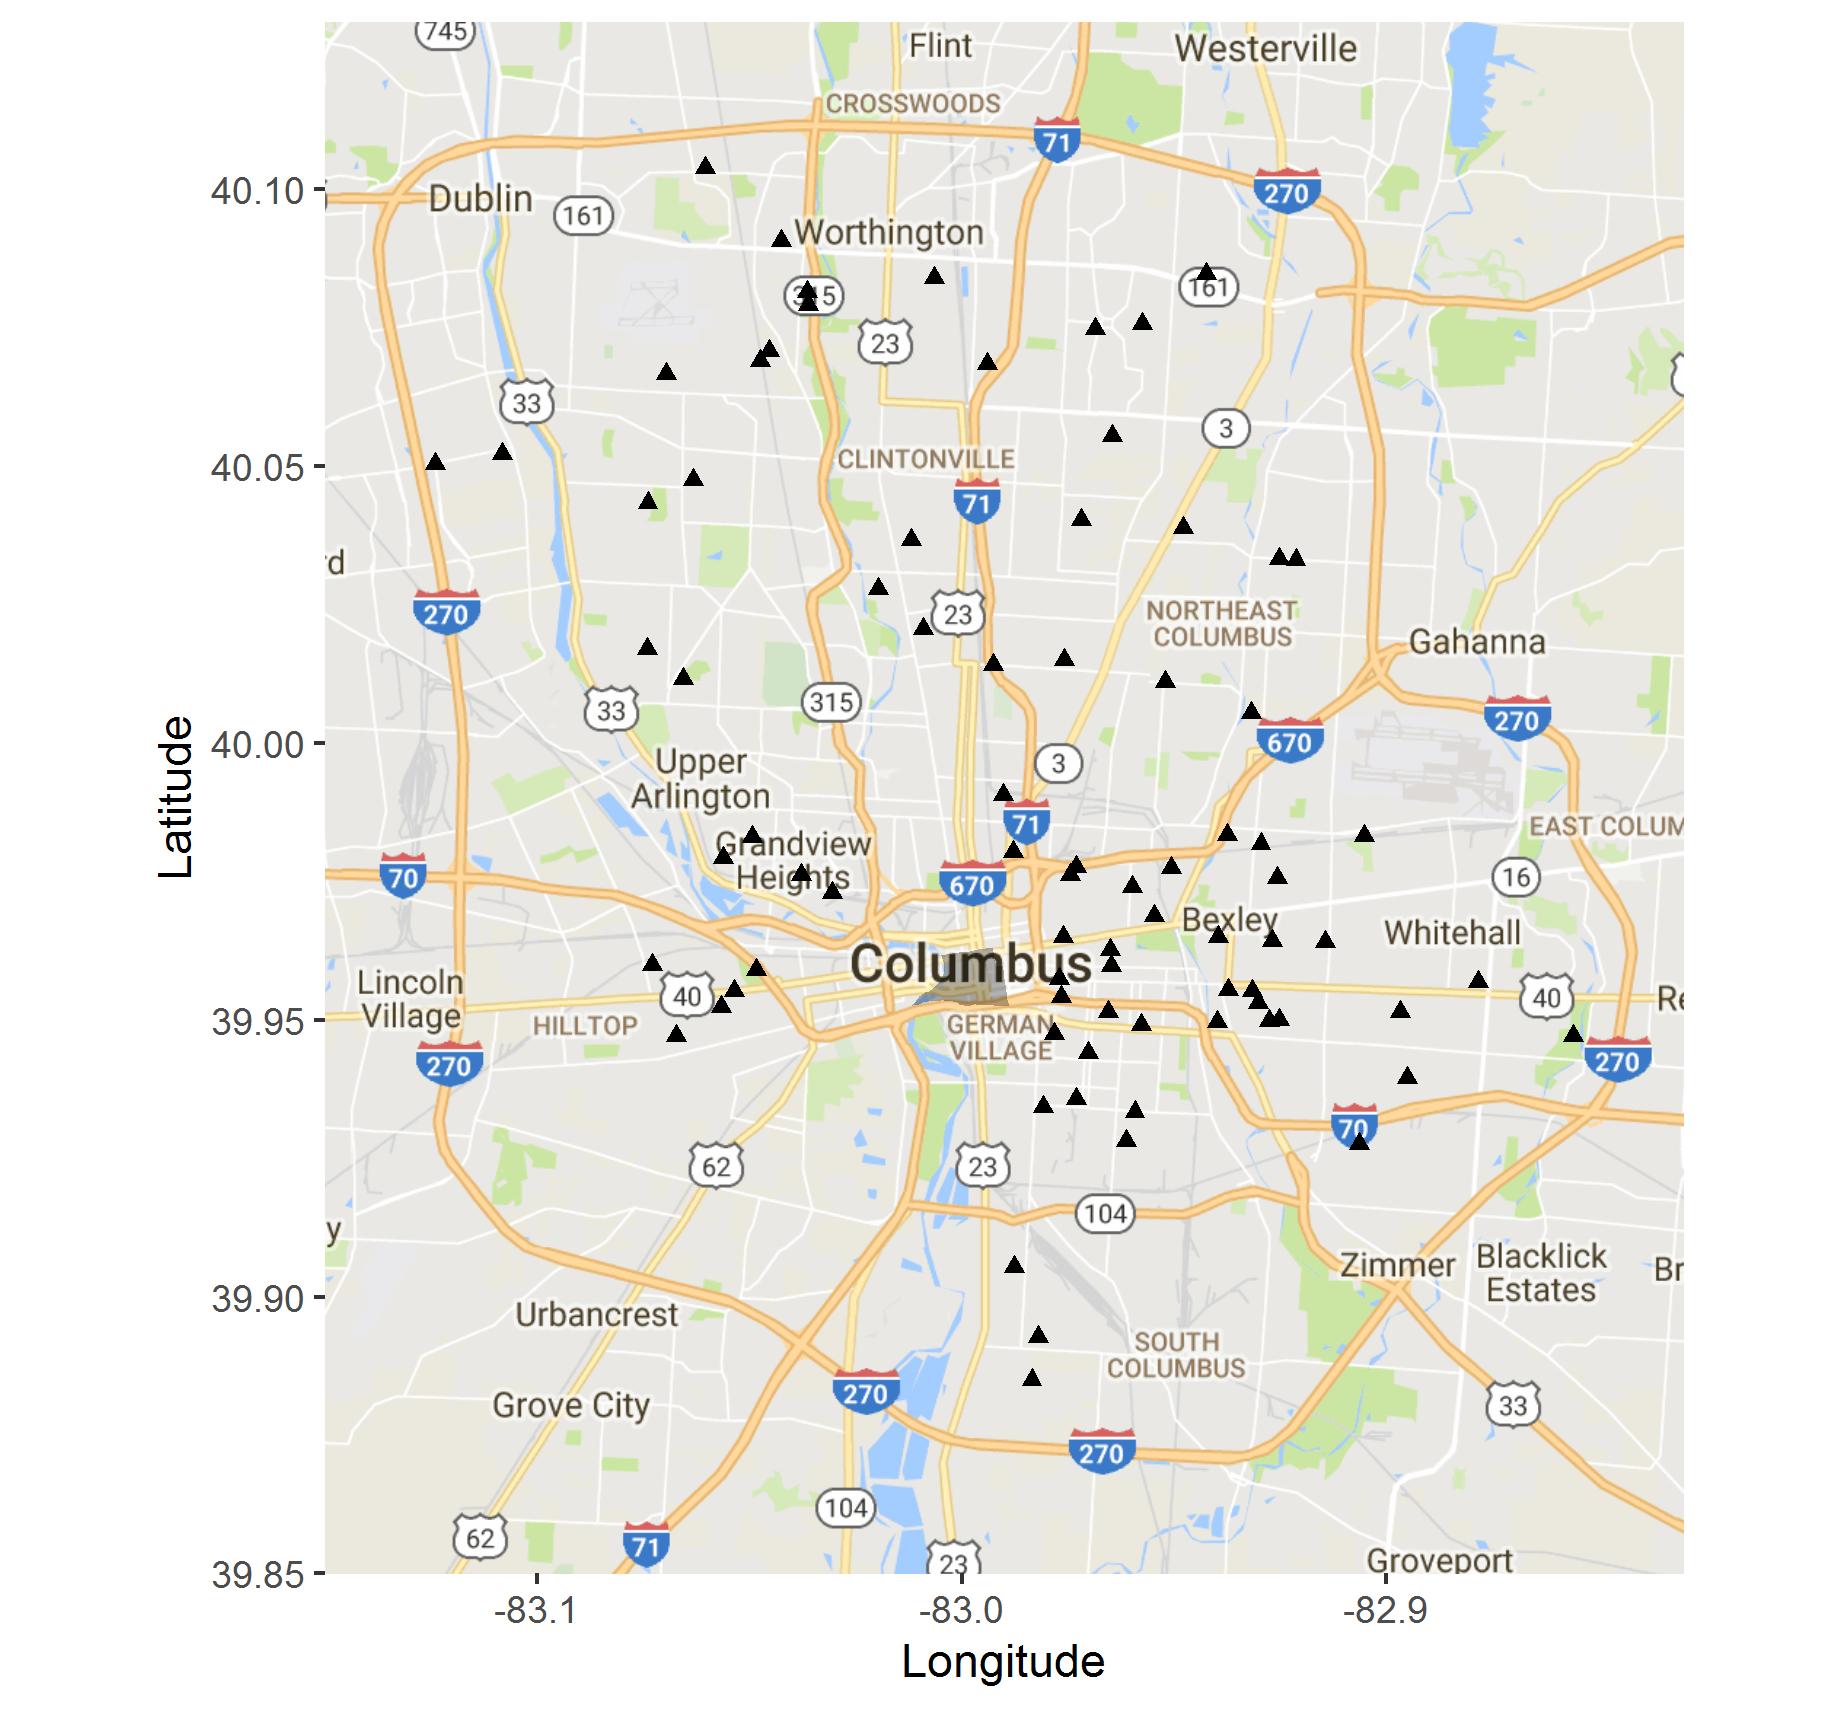 745
Flint
Westerville
CROSSWOODS
71
40.10
Dublin
161
270
Worthington
315
161
23
33
3
40.05
CLINTONVILLE
71
rd
270
23
NORTHEAST
COLUMBUS
Gahanna
33
315
270
40.00
670
Upper
Arlington
3
71
EAST COLUM
Grandview
Heights
70
670
16
Bexley
Whitehall
Columbus
Lincoln
Village
40
40
Re
39.95
HILLTOP
GERMAN
VILLAGE
270
270
70
62
23
104
y
Zimmer
Blacklick
Estates
Br
39.90
Urbancrest
SOUTH
COLUMBUS
270
Grove City
33
270
104
62
71
23
Groveport
39.85
-83.1
-83.0
-82.9
Longitude
Latitude